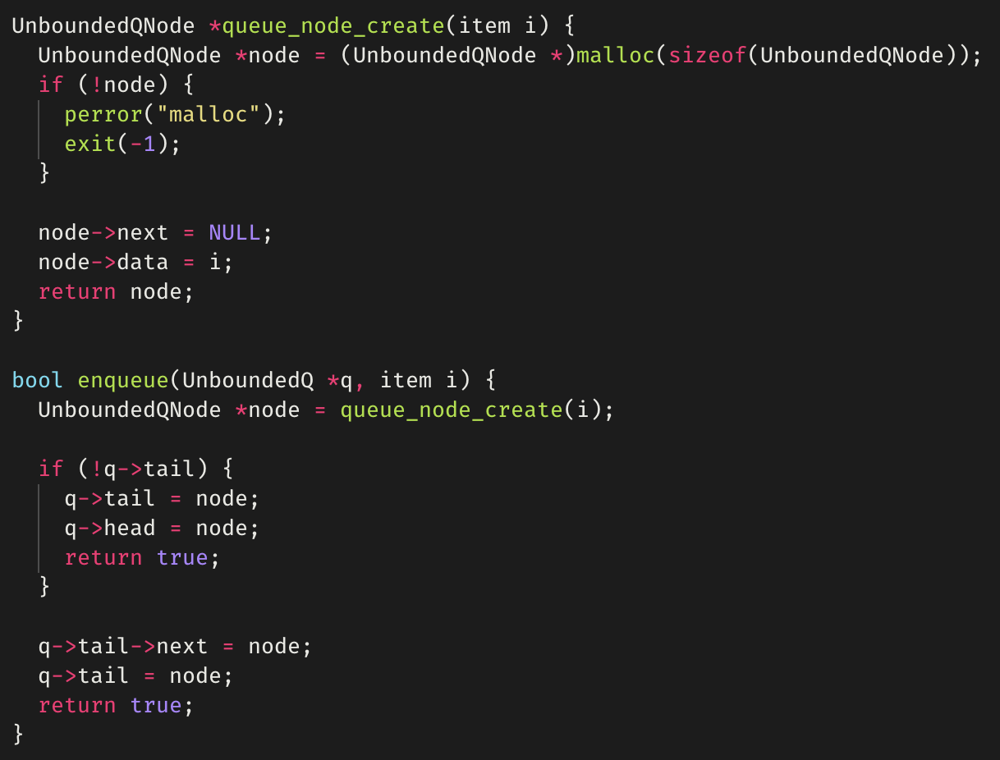 UnboundedQNode *queue_node_create(item i) {
  UnboundedQNode *node = (UnboundedQNode *)malloc(sizeof(UnboundedQNode));
  if (!node) {
    perror("malloc");
    exit(-1);
  }

  node->next = NULL;
  node->data = i;
  return node;
}

bool enqueue(UnboundedQ *q, item i) {
  UnboundedQNode *node = queue_node_create(i);

  if (!q->tail) {
    q->tail = node;
    q->head = node;
    return true;
  }

  q->tail->next = node;
  q->tail = node;
  return true;
}